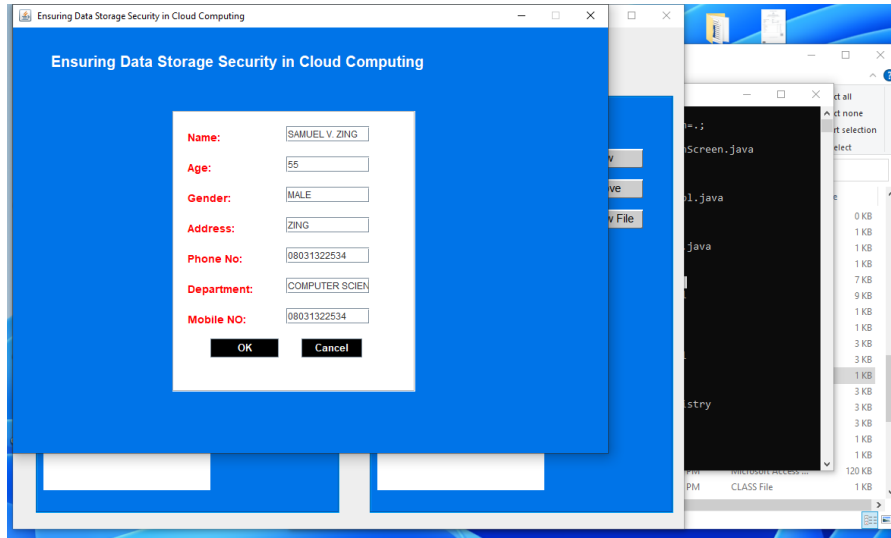 Ensuring Data Storage Security in Cloud Computing
Ensuring Data Storage Security in Cloud Computing
Name: SAMUEL V. ZING
Age: 55
Gender: MALE
Address: ZING
Phone No: 08031322534
Department: COMPUTER SCIEN
Mobile NO: 08031322534
OK Cancel
w
ve
w File
n=.;
nScreen.java
ol.java
.java
l
istry
ct all
ct none
rt selection
elect
e
0 KB
1 KB
1 KB
1 KB
7 KB
9 KB
1 KB
1 KB
3 KB
3 KB
1 KB
3 KB
3 KB
3 KB
1 KB
1 KB
PM Microsoft Access ... 120 KB
PM CLASS File 1 KB